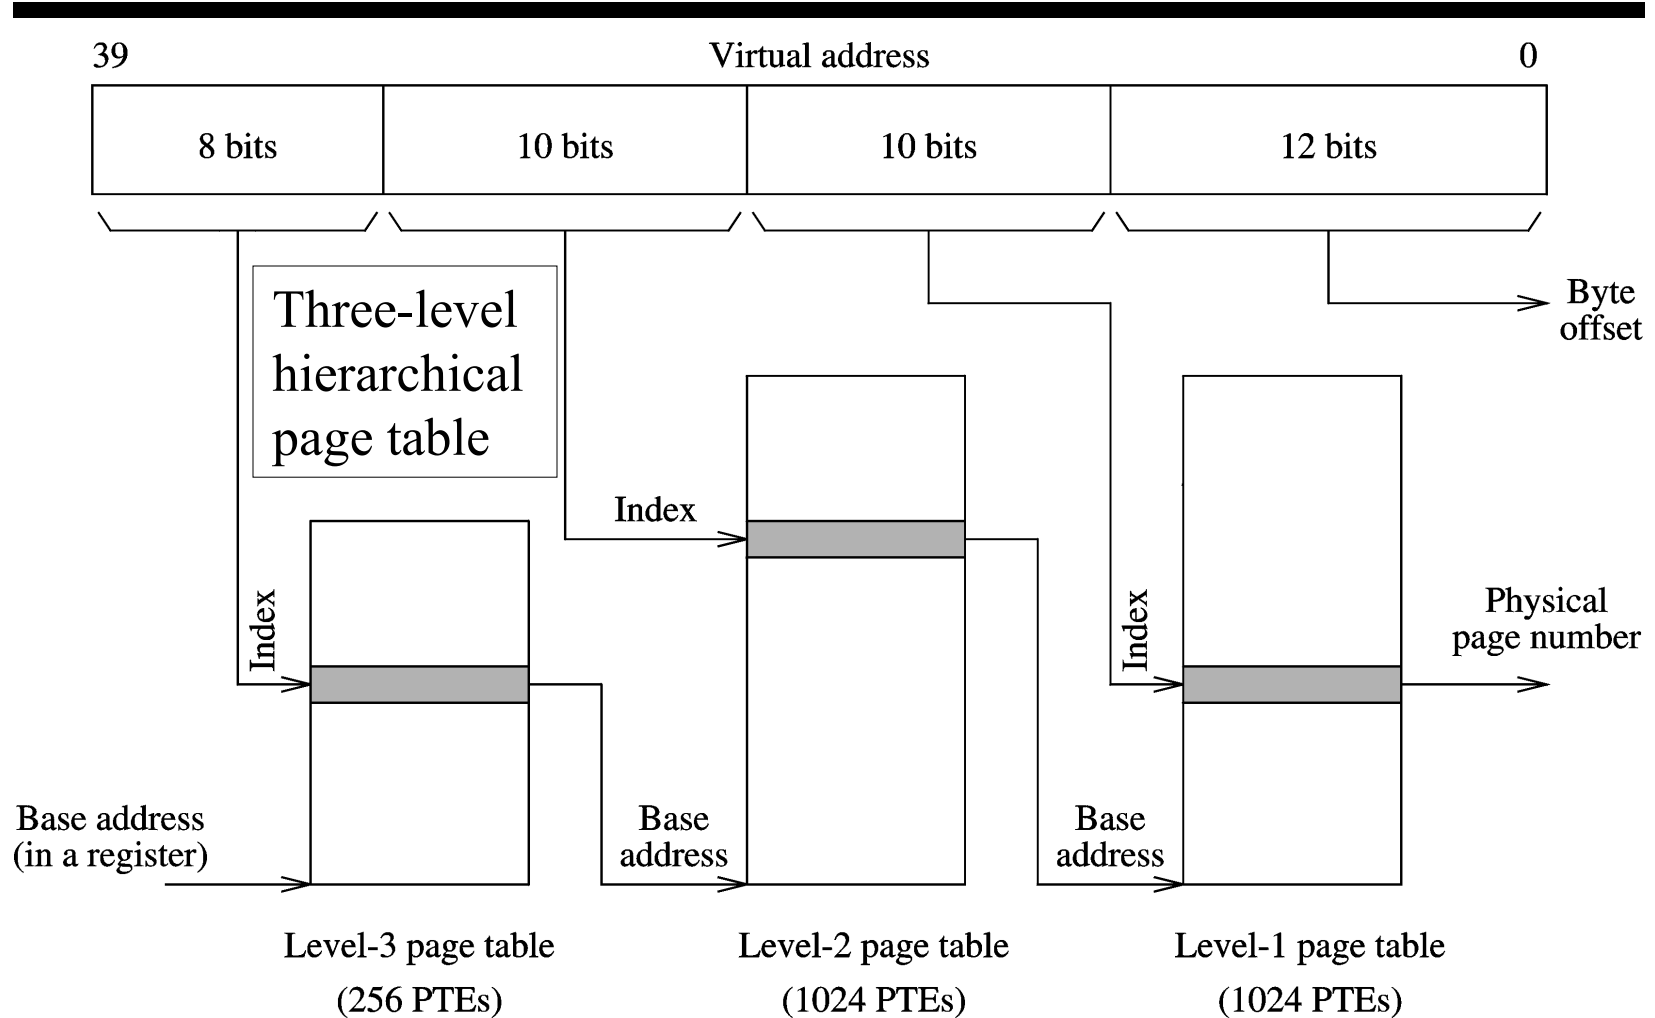 39 Virtual address 0
8 bits 10 bits 10 bits 12 bits
Three-level
hierarchical
page table
Byte
offset
Index
Index
Index
Physical
page number
Base address
(in a register)
Base
address
Base
address
Level-3 page table
(256 PTEs)
Level-2 page table
(1024 PTEs)
Level-1 page table
(1024 PTEs)